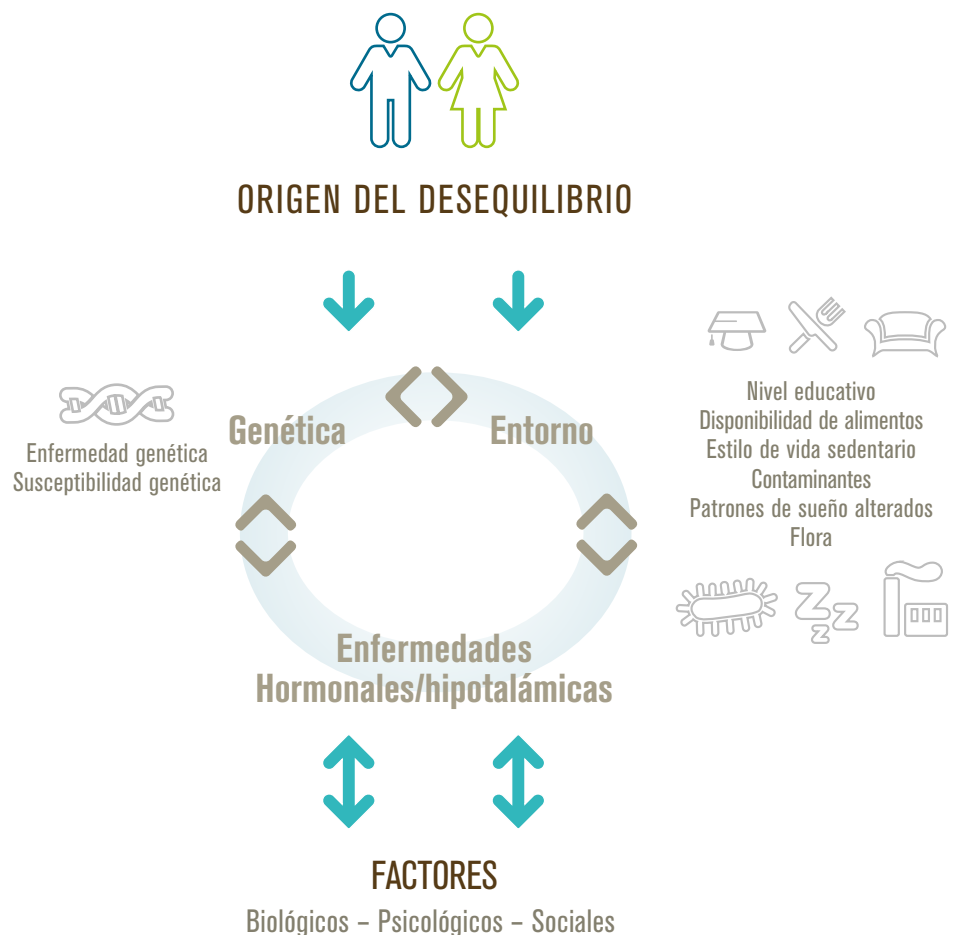 ORIGEN DEL DESEQUILIBRIO
Genética
Entorno
Enfermedad genética
Susceptibilidad genética
Nivel educativo
Disponibilidad de alimentos
Estilo de vida sedentario
Contaminantes
Patrones de sueño alterados
Flora
ZZZ
Enfermedades
Hormonales/hipotalámicas
FACTORES
Biológicos – Psicológicos – Sociales